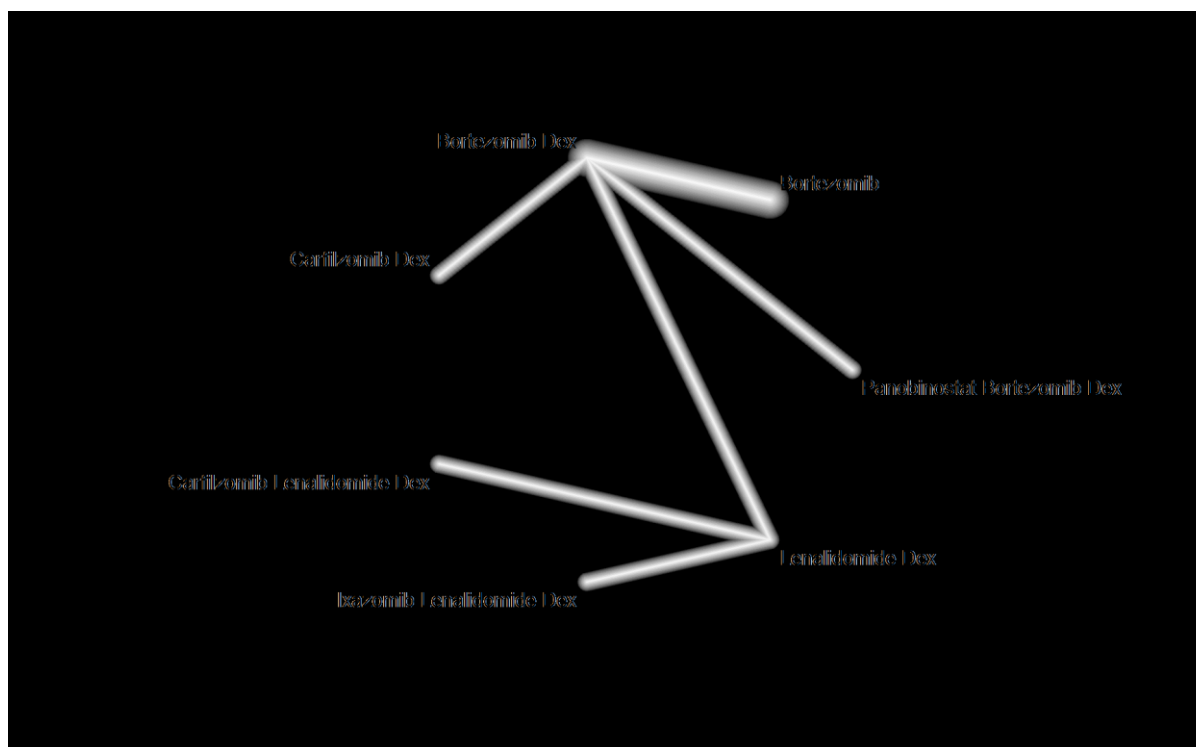 Bortezomib Dex
Bortezomib
Carfilzomib Dex
Panobinostat Bortezomib Dex
Carfilzomib Lenalidomide Dex
Lenalidomide Dex
Ixazomib Lenalidomide Dex